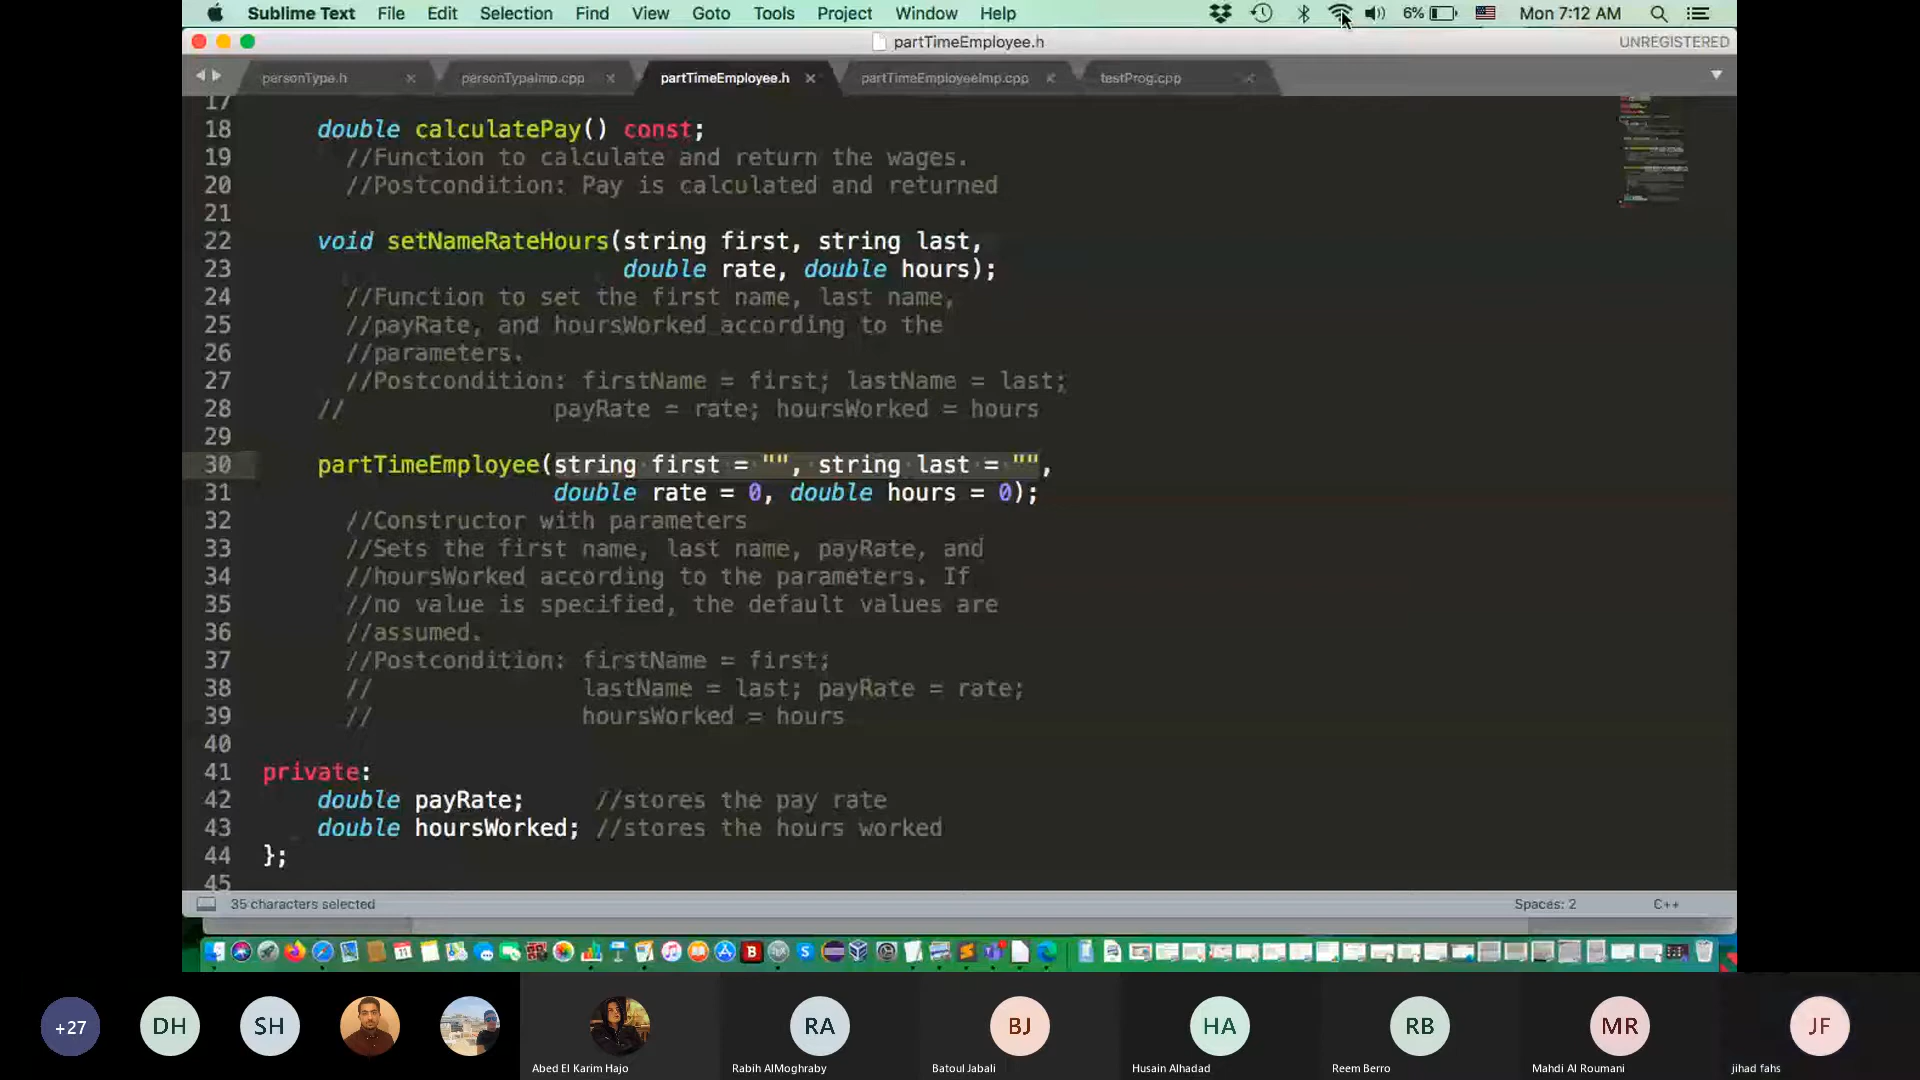 Sublime Text File Edit Selection Find View Goto Tools Project Window Help 6% Mon 7:12 AM
partTimeEmployee.h UNREGISTERED
personType.h personTypeImp.cpp partTimeEmployee.h partTimeEmployeeImp.cpp testProg.cpp
17
18 double calculatePay() const;
19 //Function to calculate and return the wages.
20 //Postcondition: Pay is calculated and returned
21
22 void setNameRateHours(string first, string last,
23 double rate, double hours);
24 //Function to set the first name, last name,
25 //payRate, and hoursWorked according to the
26 //parameters.
27 //Postcondition: firstName = first; lastName = last;
28 // payRate = rate; hoursWorked = hours
29
30 partTimeEmployee(string first = "", string last = "",
31 double rate = 0, double hours = 0);
32 //Constructor with parameters
33 //Sets the first name, last name, payRate, and
34 //hoursWorked according to the parameters. If
35 //no value is specified, the default values are
36 //assumed.
37 //Postcondition: firstName = first;
38 // lastName = last; payRate = rate;
39 // hoursWorked = hours
40
41 private:
42 double payRate; //stores the pay rate
43 double hoursWorked; //stores the hours worked
44 };
45
35 characters selected Spaces: 2 C++
+27 DH SH RA BJ HA RB MR JF
Abed El Karim Hajo Rabih AlMoghraby Batoul Jabali Husain Alhadad Reem Berro Mahdi Al Roumani jihad fahs